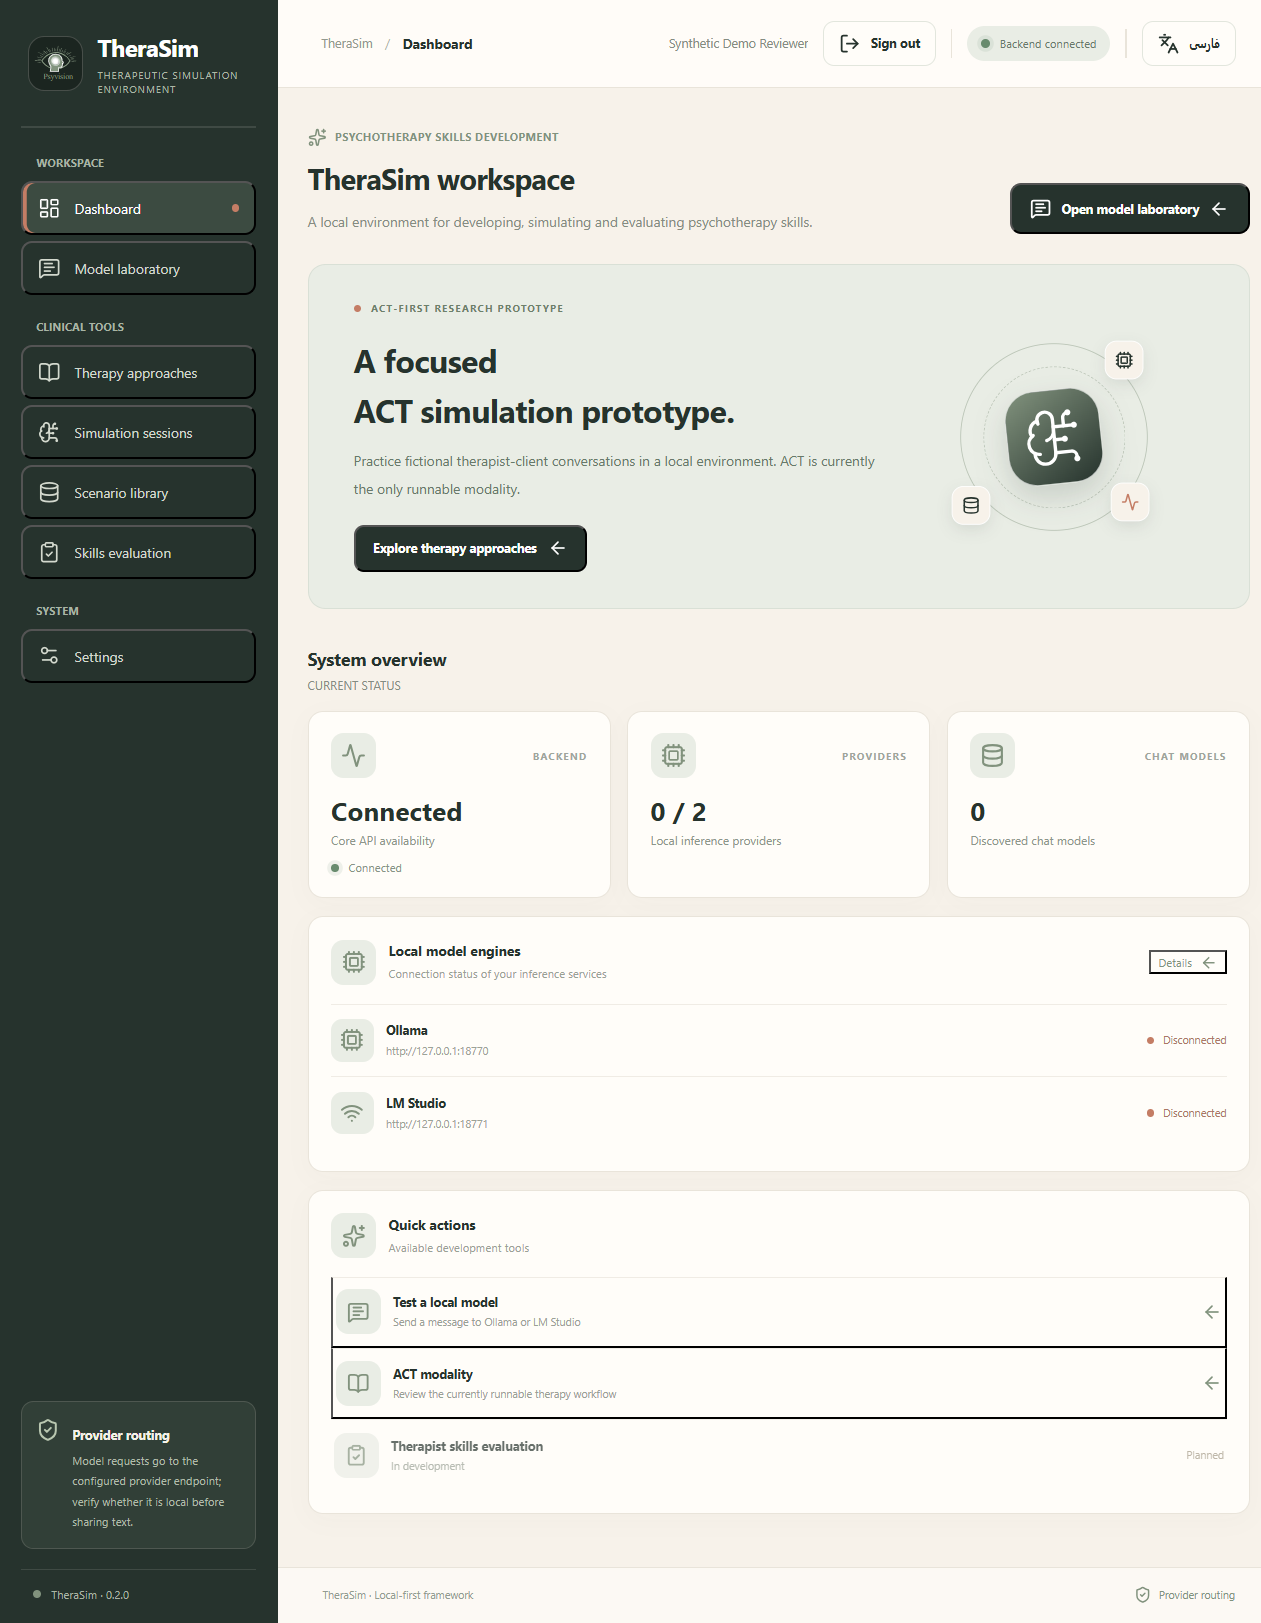 Psyvision
TheraSim
THERAPEUTIC SIMULATION
ENVIRONMENT
WORKSPACE
Dashboard
Model laboratory
CLINICAL TOOLS
Therapy approaches
Simulation sessions
Scenario library
Skills evaluation
SYSTEM
Settings
Provider routing
Model requests go to the
configured provider endpoint;
verify whether it is local before
sharing text.
TheraSim · 0.2.0
TheraSim / Dashboard
Synthetic Demo Reviewer
Sign out
Backend connected
فارسی
PSYCHOTHERAPY SKILLS DEVELOPMENT
TheraSim workspace
A local environment for developing, simulating and evaluating psychotherapy skills.
Open model laboratory
ACT-FIRST RESEARCH PROTOTYPE
A focused
ACT simulation prototype.
Practice fictional therapist-client conversations in a local environment. ACT is currently
the only runnable modality.
Explore therapy approaches
System overview
CURRENT STATUS
BACKEND
Connected
Core API availability
Connected
PROVIDERS
0 / 2
Local inference providers
CHAT MODELS
0
Discovered chat models
Local model engines
Connection status of your inference services
Details
Ollama
http://127.0.0.1:18770
Disconnected
LM Studio
http://127.0.0.1:18771
Disconnected
Quick actions
Available development tools
Test a local model
Send a message to Ollama or LM Studio
ACT modality
Review the currently runnable therapy workflow
Therapist skills evaluation
In development
Planned
TheraSim · Local-first framework
Provider routing